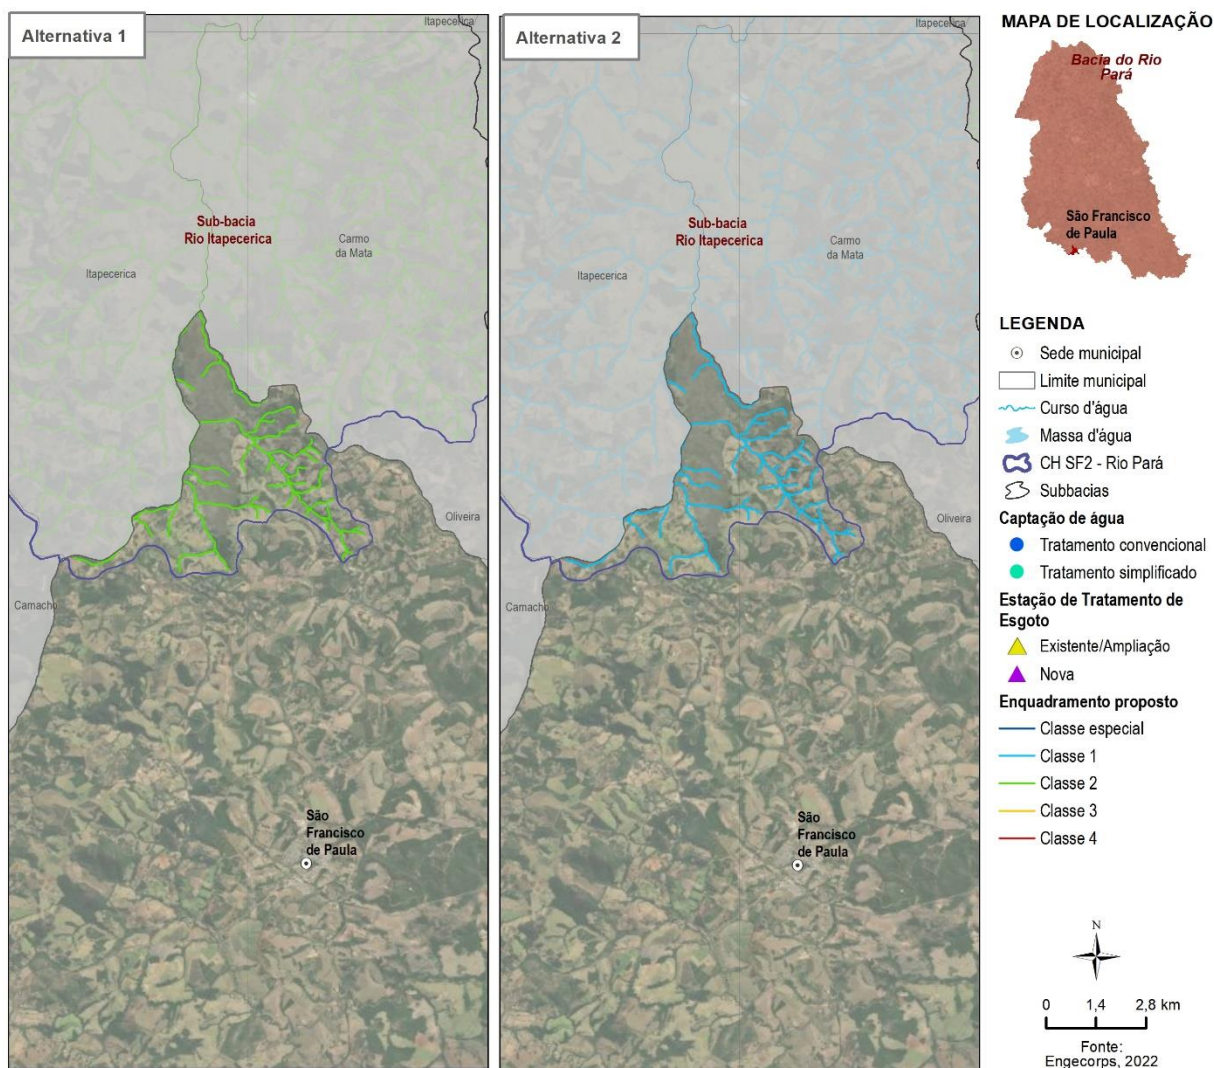 Alternativa 1
Itapecerica
Sub-bacia
Rio Itapecerica
Carmo
da Mata
Itapecerica
Oliveira
Camacho
São
Francisco
de Paula
Alternativa 2
Itapecerica
Sub-bacia
Rio Itapecerica
Carmo
da Mata
Itapecerica
Oliveira
Camacho
São
Francisco
de Paula
MAPA DE LOCALIZAÇÃO
Bacia do Rio
Pará
São Francisco
de Paula
LEGENDA
Sede municipal
Limite municipal
Curso d'água
Massa d'água
CH SF2 - Rio Pará
Subbacias
Captação de água
Tratamento convencional
Tratamento simplificado
Estação de Tratamento de
Esgoto
Existente/Ampliação
Nova
Enquadramento proposto
Classe especial
Classe 1
Classe 2
Classe 3
Classe 4
N
0 1,4 2,8 km
Fonte:
Engecorps, 2022